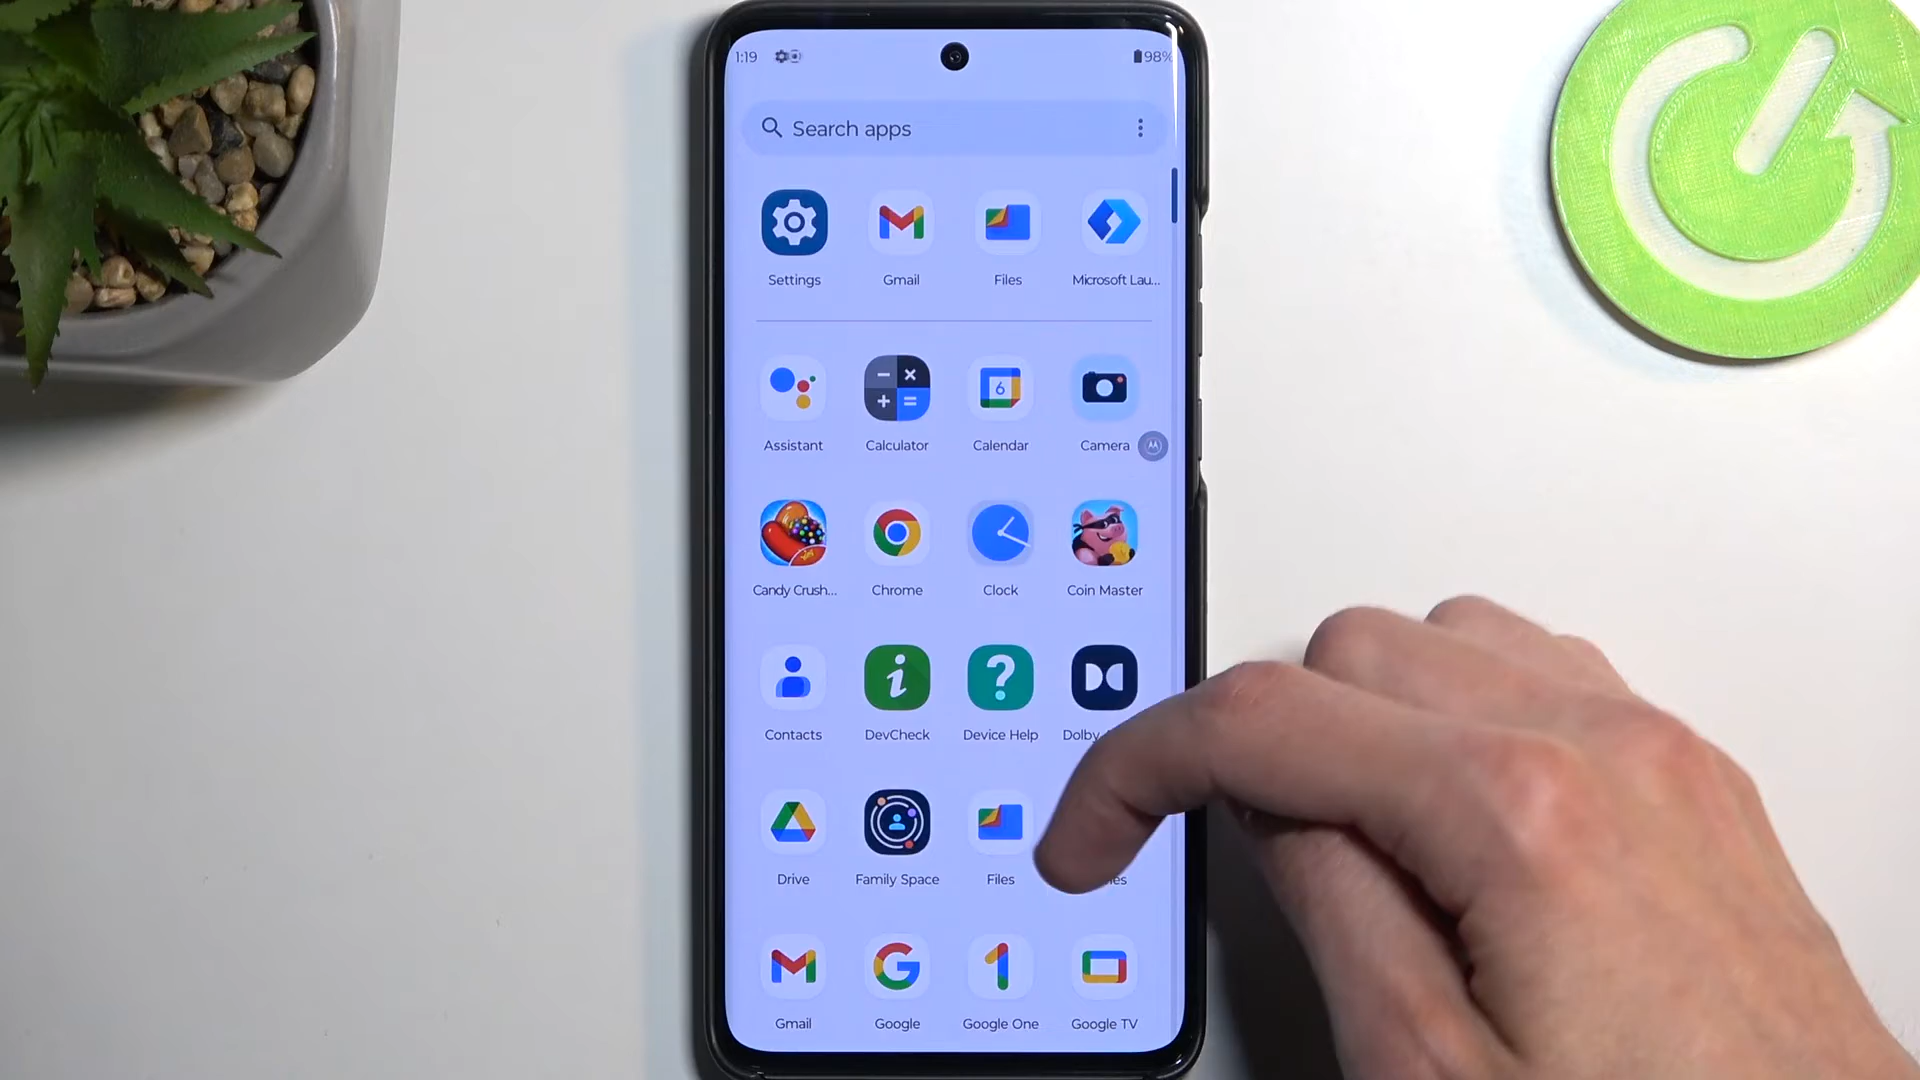 1:19 98%
Search apps
Settings Gmail Files Microsoft Lau...
6
Assistant Calculator Calendar Camera
Candy Crush... Chrome Clock Coin Master
Contacts DevCheck Device Help Dolby
Drive Family Space Files
Gmail Google Google One Google TV